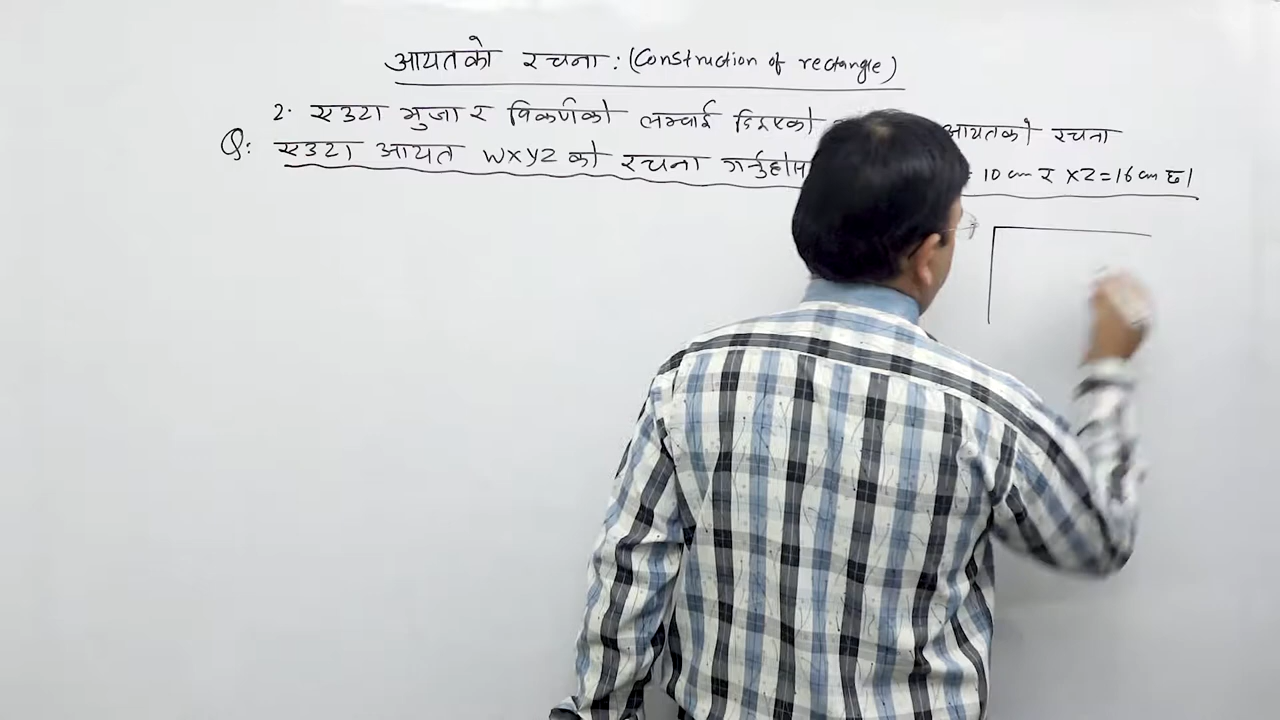 आयतको रचना : (Construction of rectangle)
2. एउटा भुजा र विकर्णको लम्बाई दिइएको आयतको रचना
Q: एउटा आयत WXYZ को रचना गर्नुहोस = 10 cm र XZ = 16 cm छ।